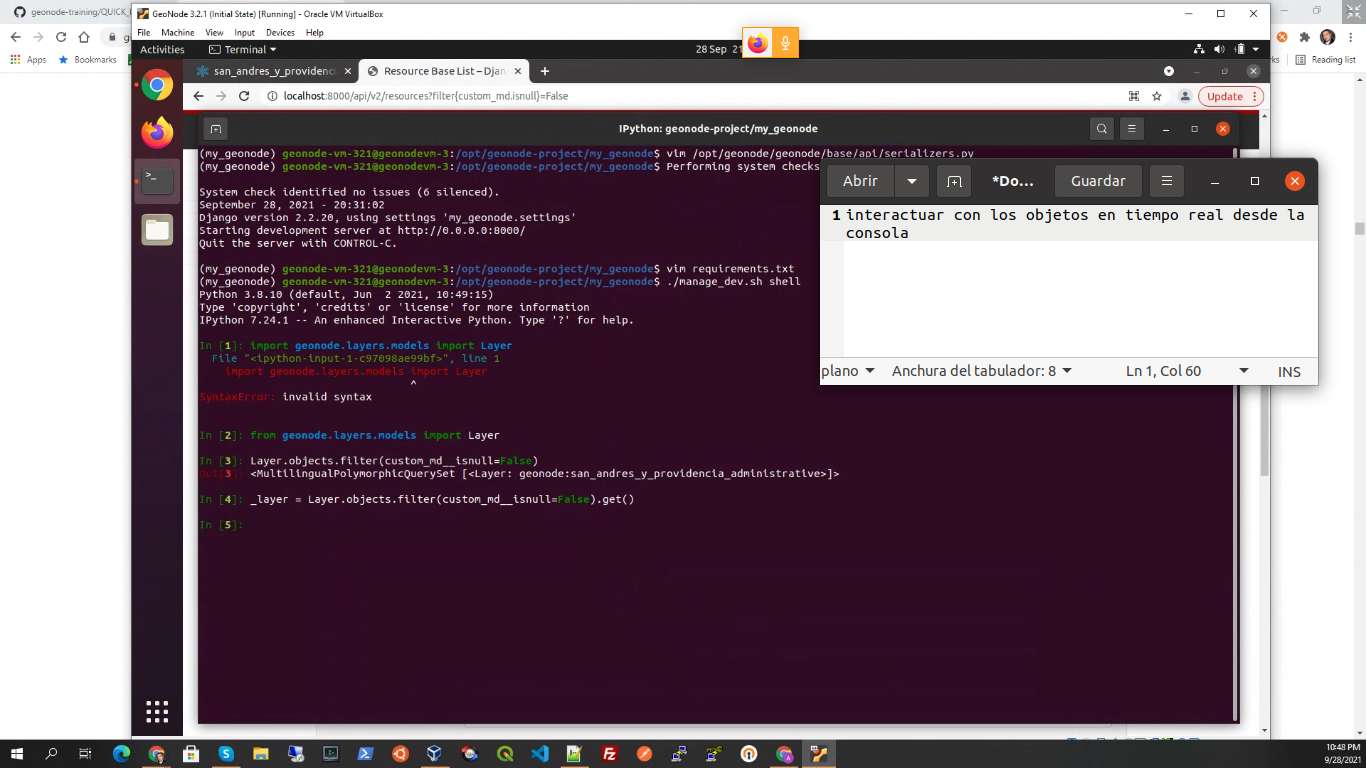 geonode-training/QUICK_
GeoNode 3.2.1 (Initial State) [Running] - Oracle VM VirtualBox
File Machine View Input Devices Help
Activities Terminal 28 Sep 21
Apps Bookmarks Reading list
san_andres_y_providenci Resource Base List – Djan
localhost:8000/api/v2/resources?filter{custom_md.isnull}=False Update
IPython: geonode-project/my_geonode
(my_geonode) geonode-vm-321@geonodevm-3:/opt/geonode-project/my_geonode$ vim /opt/geonode/geonode/base/api/serializers.py
(my_geonode) geonode-vm-321@geonodevm-3:/opt/geonode-project/my_geonode$ Performing system checks
System check identified no issues (6 silenced).
September 28, 2021 - 20:31:02
Django version 2.2.20, using settings 'my_geonode.settings'
Starting development server at http://0.0.0.0:8000/
Quit the server with CONTROL-C.
(my_geonode) geonode-vm-321@geonodevm-3:/opt/geonode-project/my_geonode$ vim requirements.txt
(my_geonode) geonode-vm-321@geonodevm-3:/opt/geonode-project/my_geonode$ ./manage_dev.sh shell
Python 3.8.10 (default, Jun  2 2021, 10:49:15)
Type 'copyright', 'credits' or 'license' for more information
IPython 7.24.1 -- An enhanced Interactive Python. Type '?' for help.
In [1]: import geonode.layers.models import Layer
File "<ipython-input-1-c97098ae99bf>", line 1
import geonode.layers.models import Layer
^
SyntaxError: invalid syntax
In [2]: from geonode.layers.models import Layer
In [3]: Layer.objects.filter(custom_md__isnull=False)
Out[3]: <MultilingualPolymorphicQuerySet [<Layer: geonode:san_andres_y_providencia_administrative>]>
In [4]: _layer = Layer.objects.filter(custom_md__isnull=False).get()
In [5]:
Abrir *Do... Guardar
1 interactuar con los objetos en tiempo real desde la
consola
plano Anchura del tabulador: 8 Ln 1, Col 60 INS
10:48 PM
9/28/2021